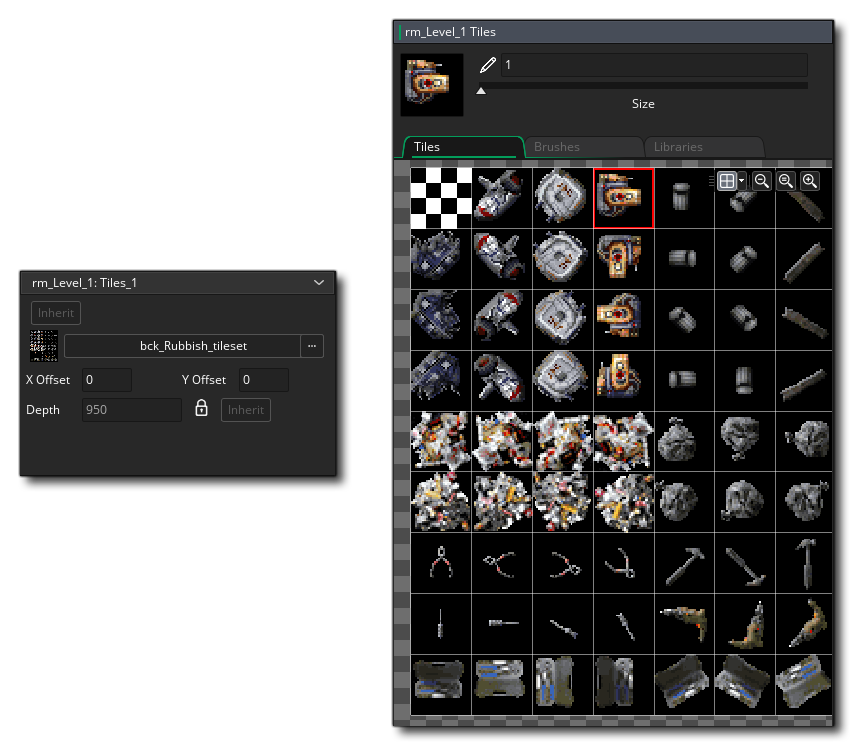 rm_Level_1: Tiles_1
Inherit
bck_Rubbish_tileset
...
X Offset 0 Y Offset 0
Depth 950 Inherit
rm_Level_1 Tiles
1
Size
Tiles Brushes Libraries